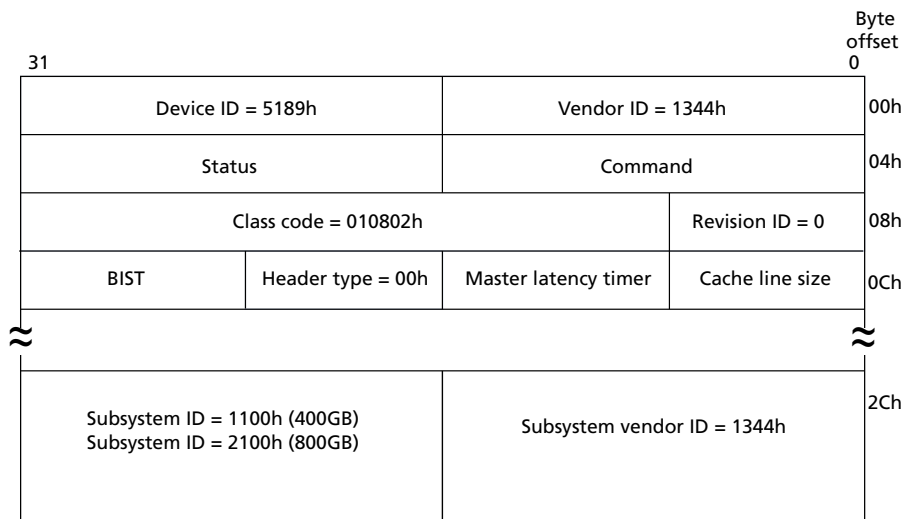 Byte
offset
31
0
Device ID = 5189h
Vendor ID = 1344h
00h
Status
Command
04h
Class code = 010802h
Revision ID = 0
08h
BIST
Header type = 00h
Master latency timer
Cache line size
0Ch
≈
≈
Subsystem ID = 1100h (400GB)
Subsystem ID = 2100h (800GB)
Subsystem vendor ID = 1344h
2Ch